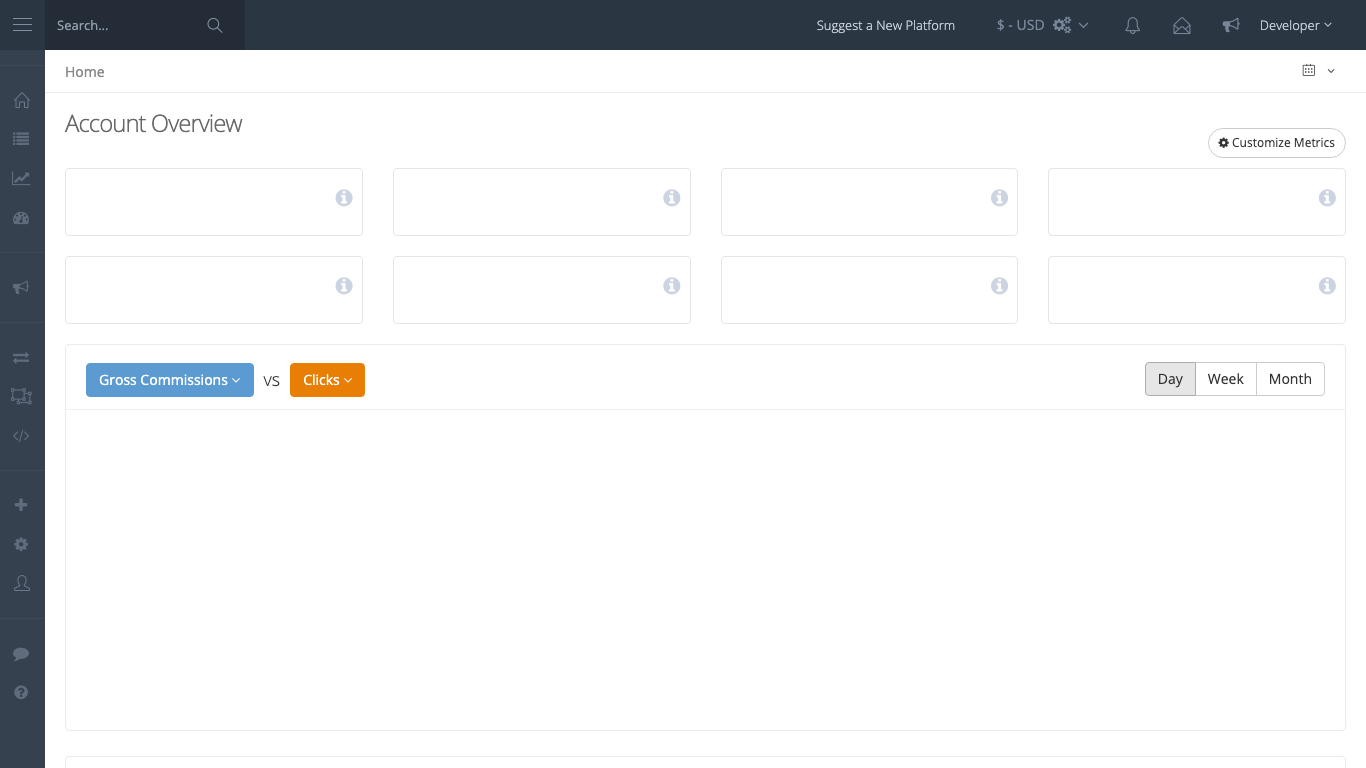 Search...
Suggest a New Platform
$ - USD
Developer
Home
Account Overview
Customize Metrics
Gross Commissions
VS
Clicks
Day
Week
Month